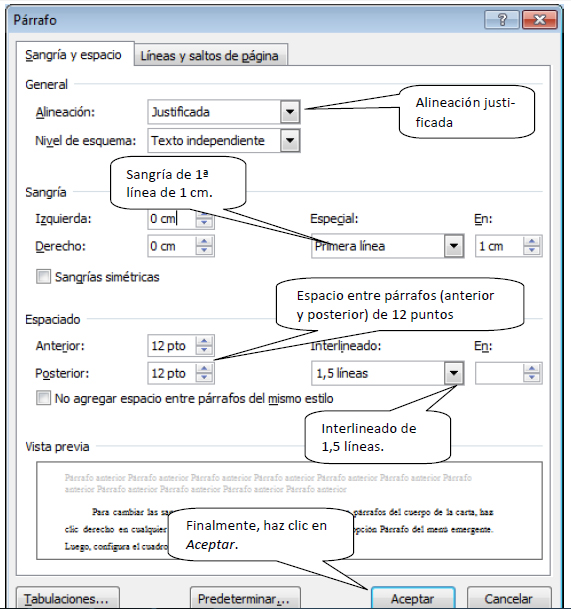 Párrafo
Sangría y espacio Líneas y saltos de página
General
Alineación: Justificada
Alineación justi-
ficada
Nivel de esquema: Texto independiente
Sangría de 1ª
línea de 1 cm.
Sangría
Izquierda: 0 cm Especial: En:
Derecho: 0 cm Primera línea 1 cm
Sangrías simétricas
Espacio entre párrafos (anterior
y posterior) de 12 puntos
Espaciado
Anterior: 12 pto Interlineado: En:
Posterior: 12 pto 1,5 líneas
No agregar espacio entre párrafos del mismo estilo
Interlineado de
1,5 líneas.
Vista previa
Párrafo anterior Párrafo anterior Párrafo anterior Párrafo anterior Párrafo anterior Párrafo anterior Párrafo
anterior Párrafo anterior Párrafo anterior Párrafo anterior Párrafo anterior
Para cambiar las párrafos del cuerpo de la carta, haz
clic derecho en cualquier opción Párrafo del menú emergente.
Luego, configura el cuadro
Finalmente, haz clic en
Aceptar.
Tabulaciones... Predeterminar... Aceptar Cancelar